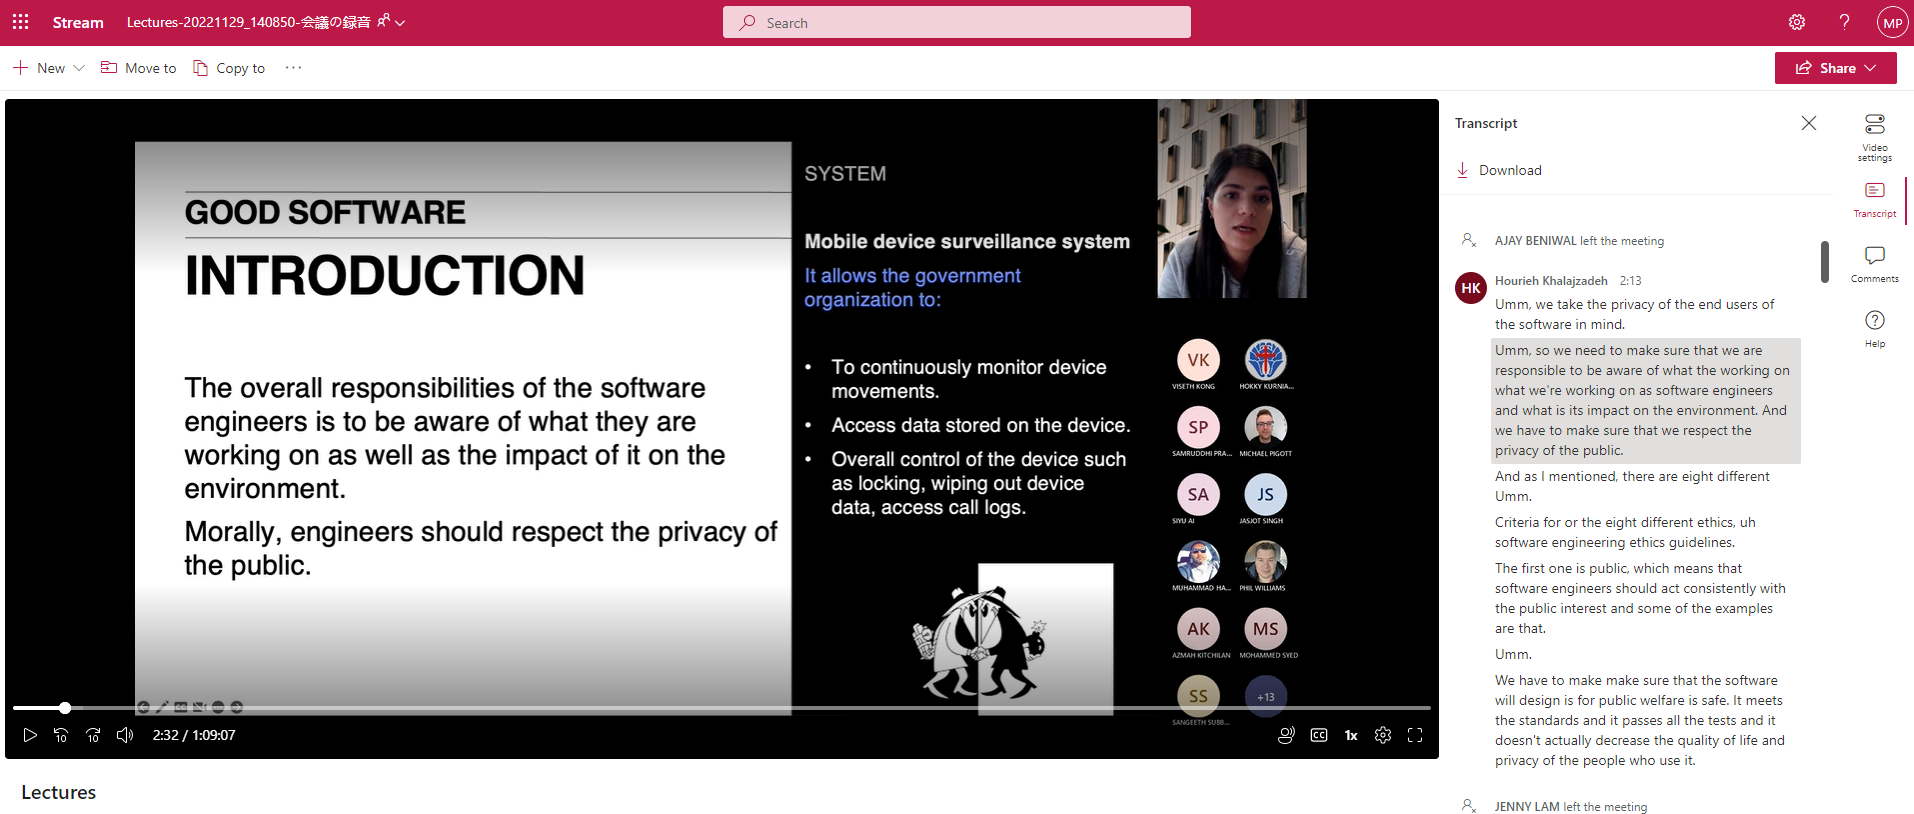 Stream
Lectures-20221129_140850-会議の録音
Search
MP
New
Move to
Copy to
...
Share
GOOD SOFTWARE
INTRODUCTION
The overall responsibilities of the software
engineers is to be aware of what they are
working on as well as the impact of it on the
environment.
Morally, engineers should respect the privacy of
the public.
SYSTEM
Mobile device surveillance system
It allows the government
organization to:
• To continuously monitor device
movements.
• Access data stored on the device.
• Overall control of the device such
as locking, wiping out device
data, access call logs.
VK
VISETH KONG
HOKKY KURNIA...
SP
SAMRUDDHI PRA...
MICHAEL PIGOTT
SA
SIYU AI
JS
JASJOT SINGH
MUHAMMAD HA...
PHIL WILLIAMS
AK
AZMAH KITCHILAN
MS
MOHAMMED SYED
SS
SANGEETH SUBB...
+13
10
10
2:32 / 1:09:07
CC
1x
Lectures
Transcript
Download
AJAY BENIWAL left the meeting
HK
Hourieh Khalajzadeh 2:13
Umm, we take the privacy of the end users of
the software in mind.
Umm, so we need to make sure that we are
responsible to be aware of what the working on
what we're working on as software engineers
and what is its impact on the environment. And
we have to make sure that we respect the
privacy of the public.
And as I mentioned, there are eight different
Umm.
Criteria for or the eight different ethics, uh
software engineering ethics guidelines.
The first one is public, which means that
software engineers should act consistently with
the public interest and some of the examples
are that.
Umm.
We have to make make sure that the software
will design is for public welfare is safe. It meets
the standards and it passes all the tests and it
doesn't actually decrease the quality of life and
privacy of the people who use it.
JENNY LAM left the meeting
Video
settings
Transcript
Comments
Help